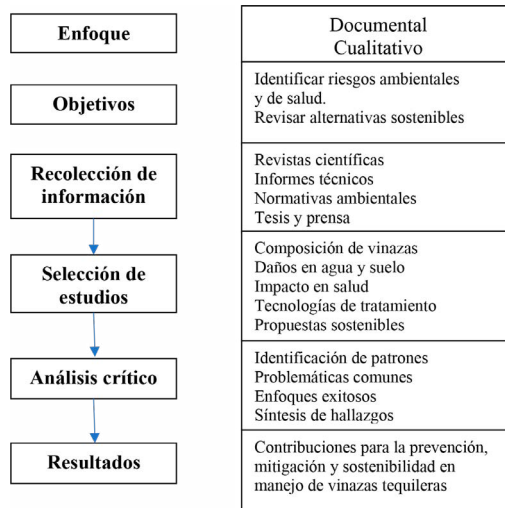 Enfoque
Documental
Cualitativo
Objetivos
Identificar riesgos ambientales
y de salud.
Revisar alternativas sostenibles
Recolección de
información
Revistas científicas
Informes técnicos
Normativas ambientales
Tesis y prensa
Selección de
estudios
Composición de vinazas
Daños en agua y suelo
Impacto en salud
Tecnologías de tratamiento
Propuestas sostenibles
Análisis crítico
Identificación de patrones
Problemáticas comunes
Enfoques exitosos
Síntesis de hallazgos
Resultados
Contribuciones para la prevención,
mitigación y sostenibilidad en
manejo de vinazas tequileras